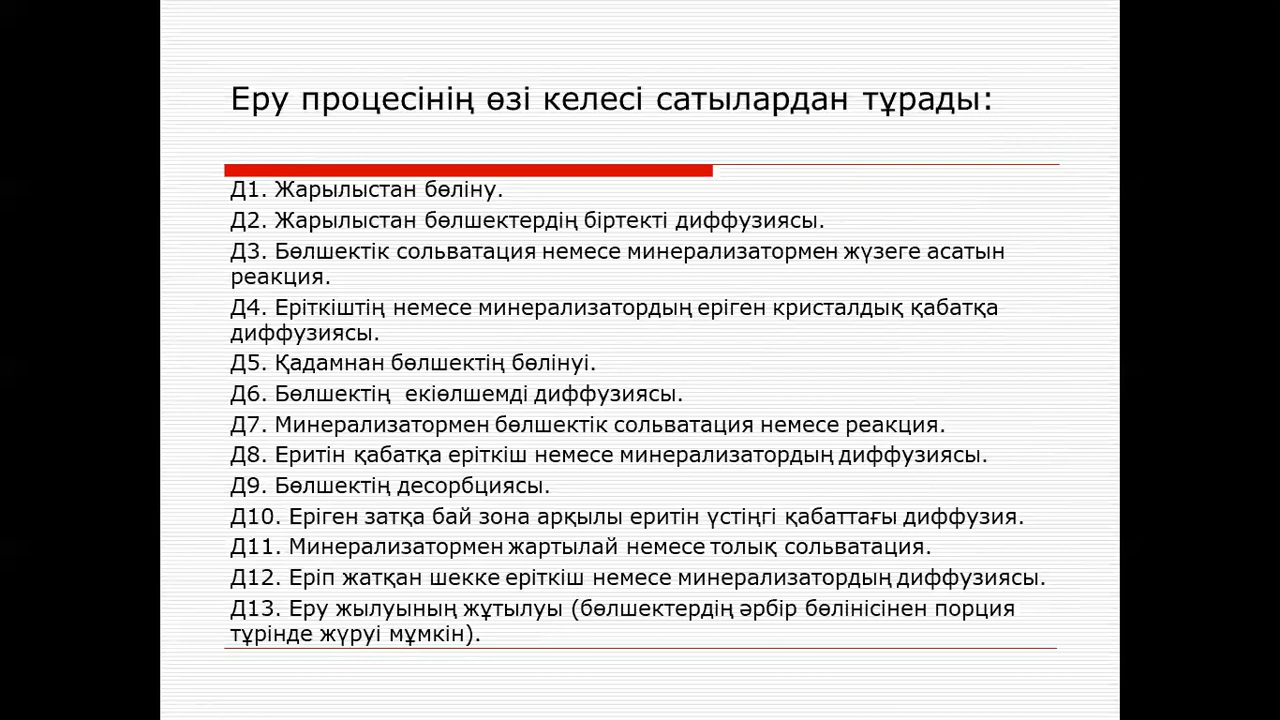 Еру процесінің өзі келесі сатылардан тұрады:
Д1. Жарылыстан бөліну.
Д2. Жарылыстан бөлшектердің біртекті диффузиясы.
Д3. Бөлшектік сольватация немесе минерализатормен жүзеге асатын
реакция.
Д4. Еріткіштің немесе минерализатордың еріген кристалдық қабатқа
диффузиясы.
Д5. Қадамнан бөлшектің бөлінуі.
Д6. Бөлшектің екіөлшемді диффузиясы.
Д7. Минерализатормен бөлшектік сольватация немесе реакция.
Д8. Еритін қабатқа еріткіш немесе минерализатордың диффузиясы.
Д9. Бөлшектің десорбциясы.
Д10. Еріген затқа бай зона арқылы еритін үстіңгі қабаттағы диффузия.
Д11. Минерализатормен жартылай немесе толық сольватация.
Д12. Еріп жатқан шекке еріткіш немесе минерализатордың диффузиясы.
Д13. Еру жылуының жұтылуы (бөлшектердің әрбір бөлінісінен порция
түрінде жүруі мұмкін).